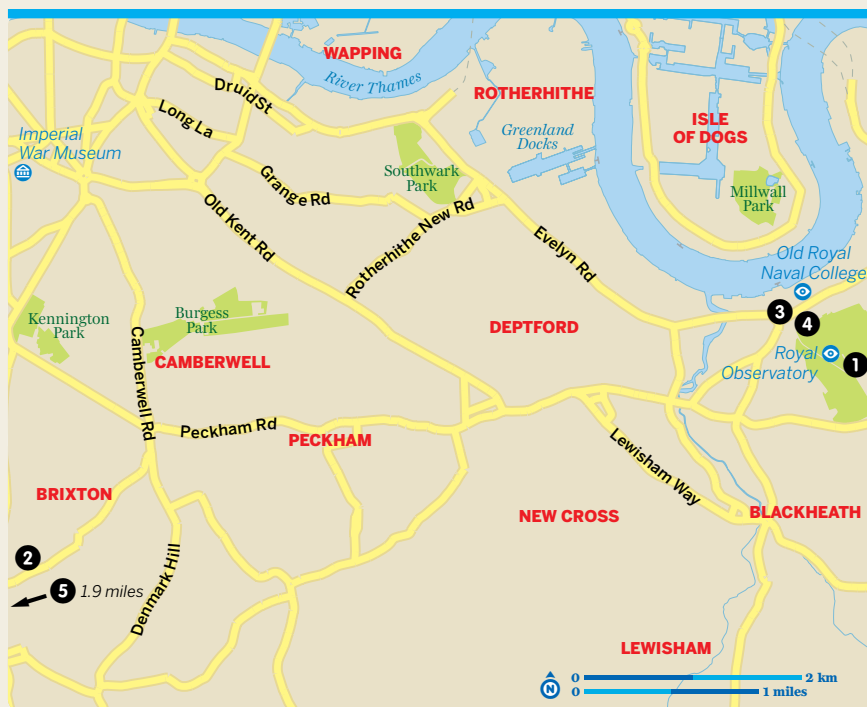 WAPPING
River Thames
ROTHERHITHE
Druid St
Long La
Imperial
War Museum
Greenland
Docks
ISLE
OF DOGS
Southwark
Park
Millwall
Park
Grange Rd
Old Kent Rd
Rotherhithe New Rd
Evelyn Rd
Old Royal
Naval College
Kennington
Park
Burgess
Park
DEPTFORD
3
4
CAMBERWELL
Camberwell Rd
Royal
Observatory
1
Peckham Rd
PECKHAM
Lewisham Way
BRIXTON
NEW CROSS
BLACKHEATH
2
5 1.9 miles
Denmark Hill
LEWISHAM
N
0 2 km
0 1 miles